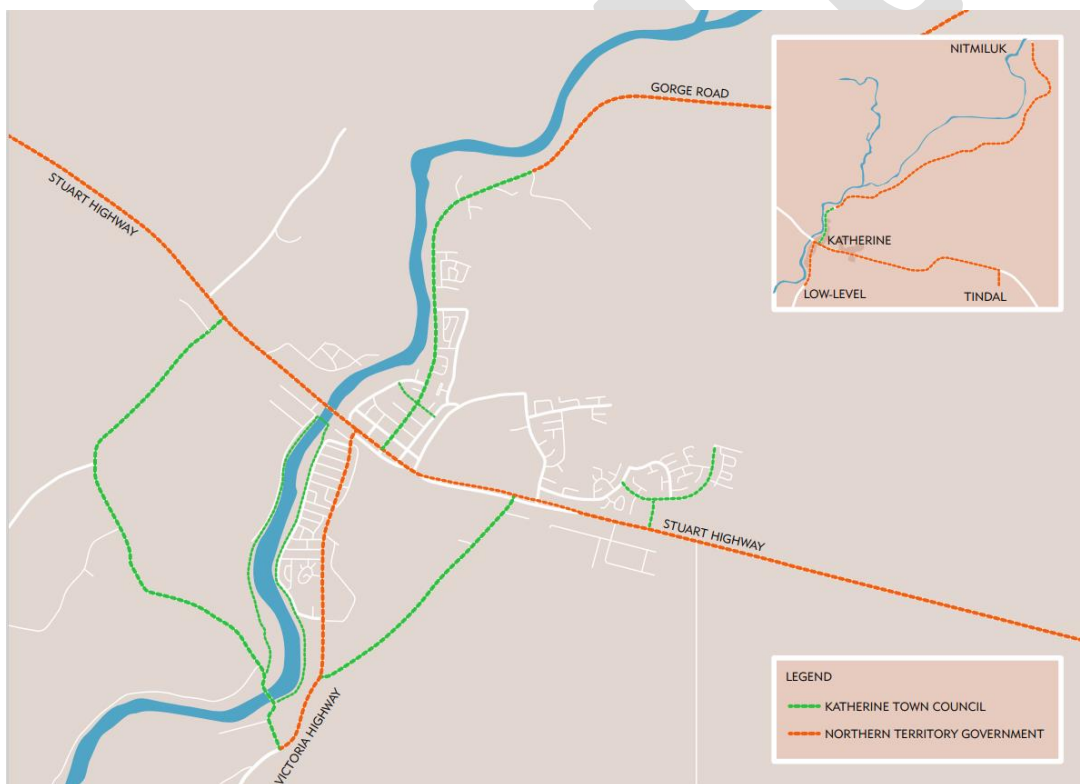 NITMILUK
GORGE ROAD
STUART HIGHWAY
KATHERINE
LOW-LEVEL
TINDAL
STUART HIGHWAY
VICTORIA HIGHWAY
LEGEND
KATHERINE TOWN COUNCIL
NORTHERN TERRITORY GOVERNMENT